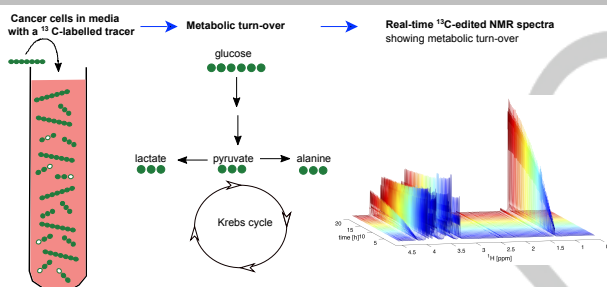 Cancer cells in media
with a ¹³ C-labelled tracer
Metabolic turn-over
Real-time ¹³C-edited NMR spectra
showing metabolic turn-over
glucose
lactate
pyruvate
alanine
Krebs cycle
20
15
time [h]10
5
4.5
4
3.5
3
2.5
2
1.5
1
¹H [ppm]